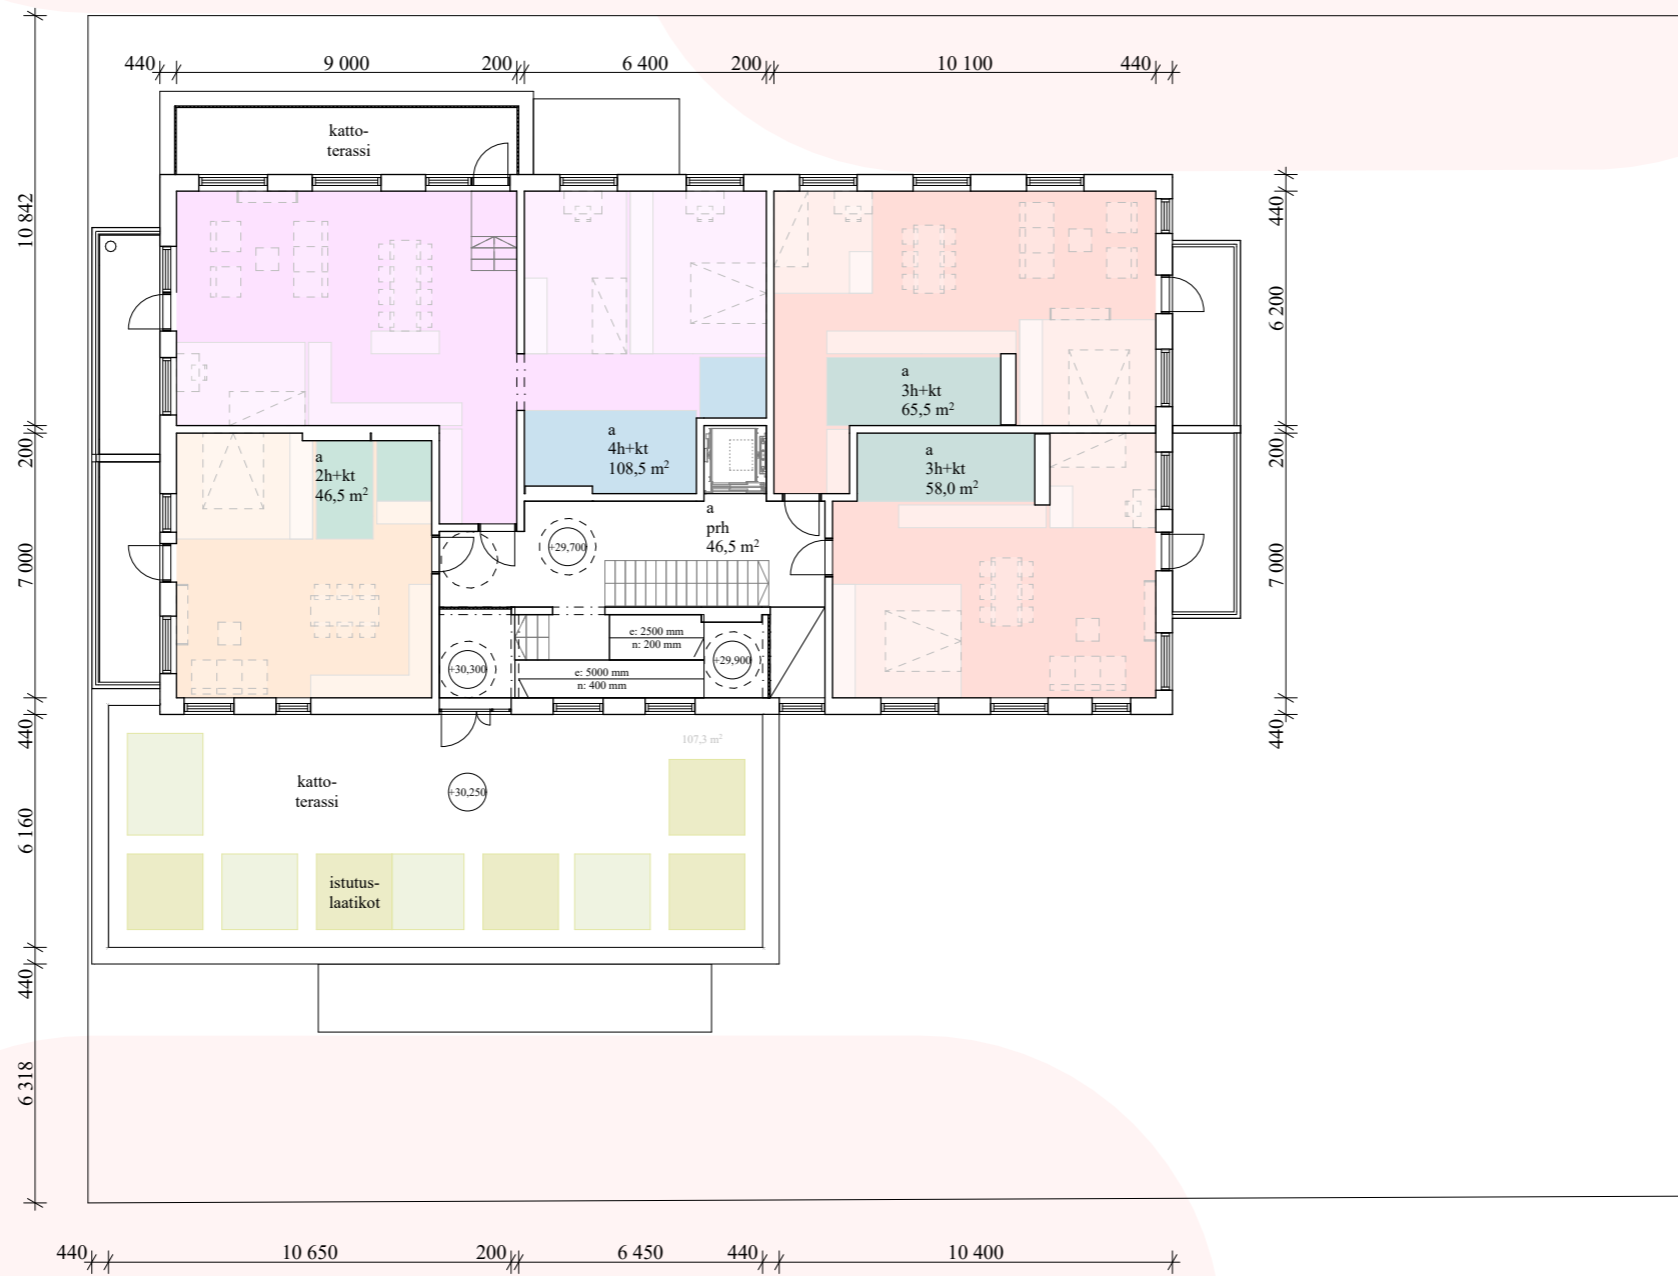 440
9 000
200
6 400
200
10 100
440
katto-
terassi
10 842
200
7 000
440
6 160
440
6 318
440
6 200
200
7 000
440
a
3h+kt
65,5 m²
a
4h+kt
108,5 m²
a
2h+kt
46,5 m²
a
3h+kt
58,0 m²
a
prh
46,5 m²
+29,700
e: 2500 mm
n: 200 mm
+29,900
+30,300
e: 5000 mm
n: 400 mm
107,3 m²
katto-
terassi
+30,250
istutus-
laatikot
440
10 650
200
6 450
440
10 400